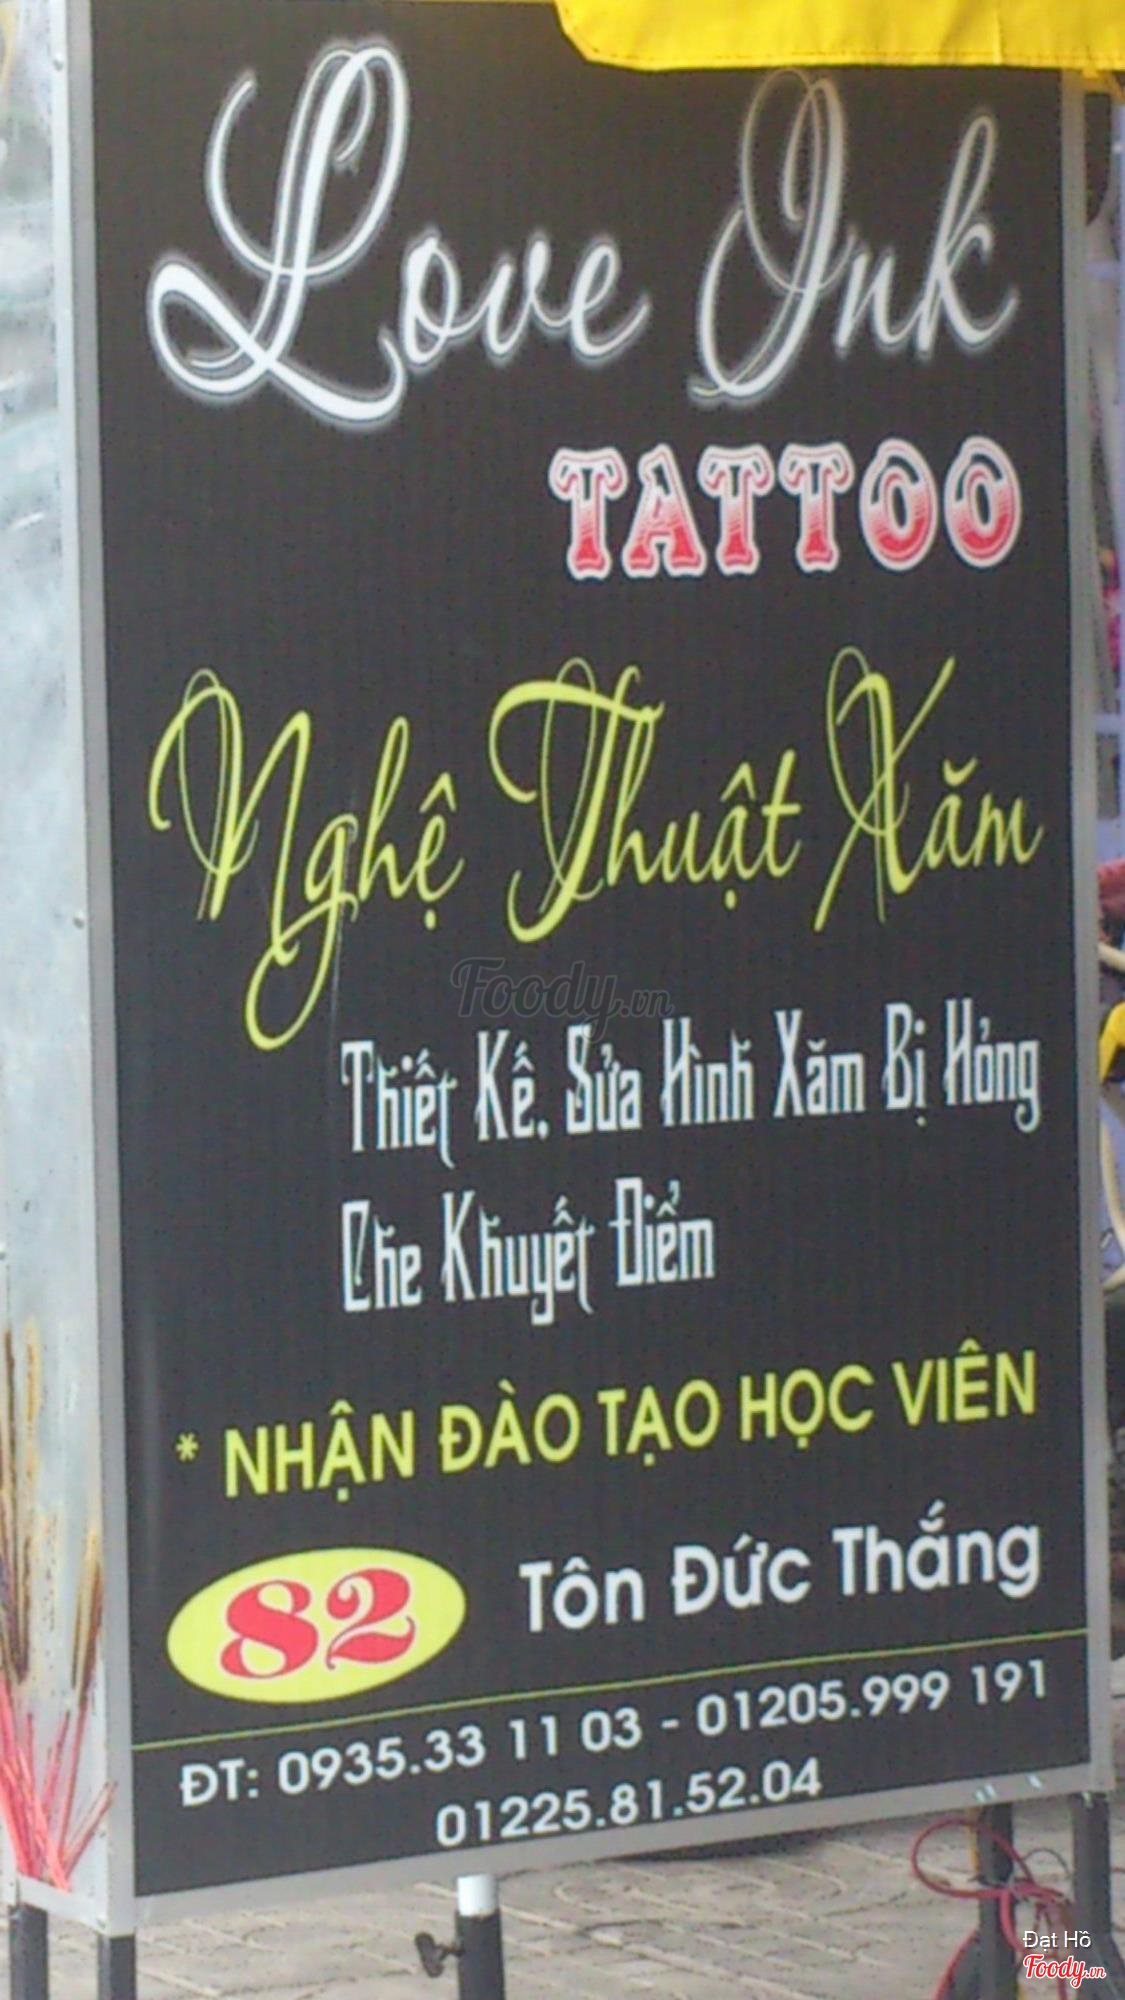 Love Ink
TATTOO
Nghệ Thuật Xăm
Foody.vn
Thiết Kế. Sửa Hình Xăm Bị Hỏng
Che Khuyết Điểm
* NHẬN ĐÀO TẠO HỌC VIÊN
82 Tôn Đức Thắng
ĐT: 0935.33 11 03 - 01205.999 191
01225.81.52.04
Đạt Hồ
Foody.vn